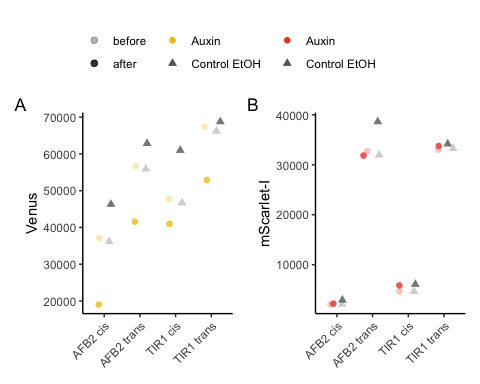 before Auxin Auxin
after Control EtOH Control EtOH
A
B
Venus
70000
60000
50000
40000
30000
20000
AFB2 cis
AFB2 trans
TIR1 cis
TIR1 trans
mScarlet-I
40000
30000
20000
10000
AFB2 cis
AFB2 trans
TIR1 cis
TIR1 trans